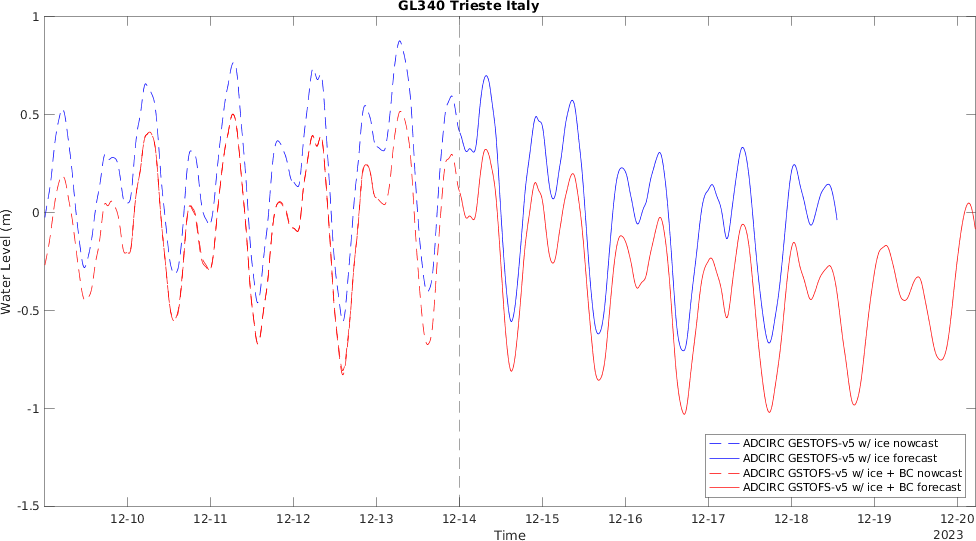 GL340 Trieste Italy
1
0.5
0
-0.5
-1
-1.5
Water Level (m)
12-10 12-11 12-12 12-13 12-14 12-15 12-16 12-17 12-18 12-19 12-20
Time
2023
ADCIRC GESTOFS-v5 w/ ice nowcast
ADCIRC GESTOFS-v5 w/ ice forecast
ADCIRC GSTOFS-v5 w/ ice + BC nowcast
ADCIRC GSTOFS-v5 w/ ice + BC forecast